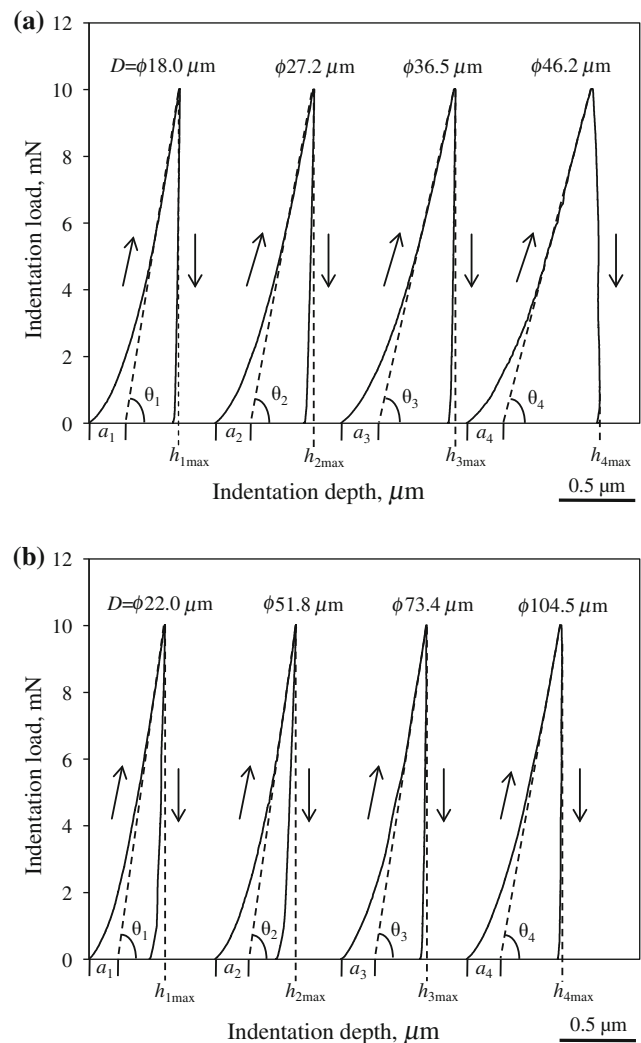 (a)
12
10
8
6
4
2
0
Indentation load, mN
D=ϕ18.0 μm ϕ27.2 μm ϕ36.5 μm ϕ46.2 μm
θ1 θ2 θ3 θ4
a1 a2 a3 a4
h1max h2max h3max h4max
Indentation depth, μm
0.5 μm
(b)
12
10
8
6
4
2
0
Indentation load, mN
D=ϕ22.0 μm ϕ51.8 μm ϕ73.4 μm ϕ104.5 μm
θ1 θ2 θ3 θ4
a1 a2 a3 a4
h1max h2max h3max h4max
Indentation depth, μm
0.5 μm